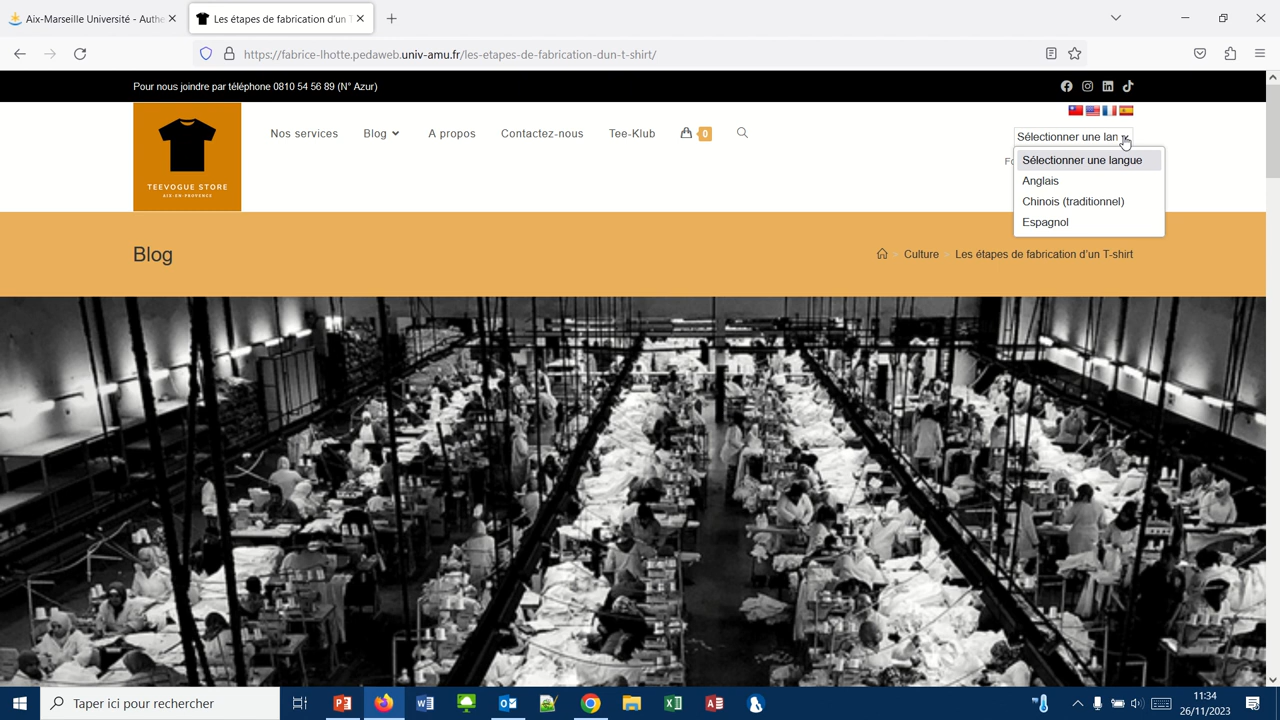 Aix-Marseille Université - Authe
Les étapes de fabrication d'un T
https://fabrice-lhotte.pedaweb.univ-amu.fr/les-etapes-de-fabrication-dun-t-shirt/
Pour nous joindre par téléphone 0810 54 56 89 (N° Azur)
TEEVOGUE STORE
AIX-EN-PROVENCE
Nos services
Blog
A propos
Contactez-nous
Tee-Klub
0
Sélectionner une lan
Fo
Sélectionner une langue
Anglais
Chinois (traditionnel)
Espagnol
Blog
Culture
Les étapes de fabrication d'un T-shirt
Taper ici pour rechercher
11:34
26/11/2023